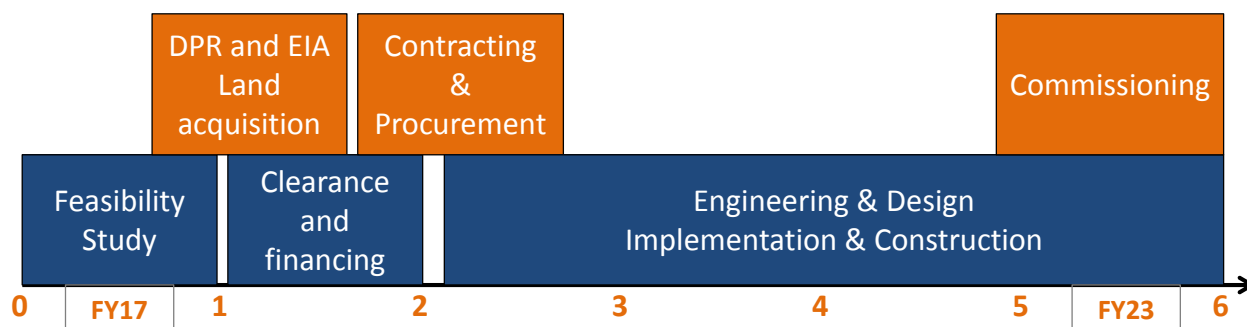 DPR and EIA
Land
acquisition
Contracting
&
Procurement
Commissioning
Feasibility
Study
Clearance
and
financing
Engineering & Design
Implementation & Construction
0 FY17 1 2 3 4 5 FY23 6